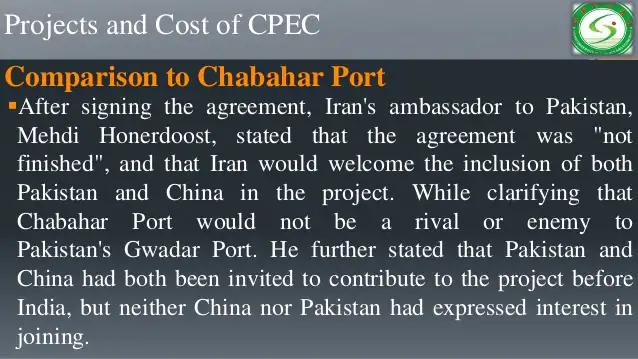 Projects and Cost of CPEC
Comparison to Chabahar Port
▪After signing the agreement, Iran's ambassador to Pakistan,
Mehdi Honerdoost, stated that the agreement was "not
finished", and that Iran would welcome the inclusion of both
Pakistan and China in the project. While clarifying that
Chabahar Port would not be a rival or enemy to
Pakistan's Gwadar Port. He further stated that Pakistan and
China had both been invited to contribute to the project before
India, but neither China nor Pakistan had expressed interest in
joining.